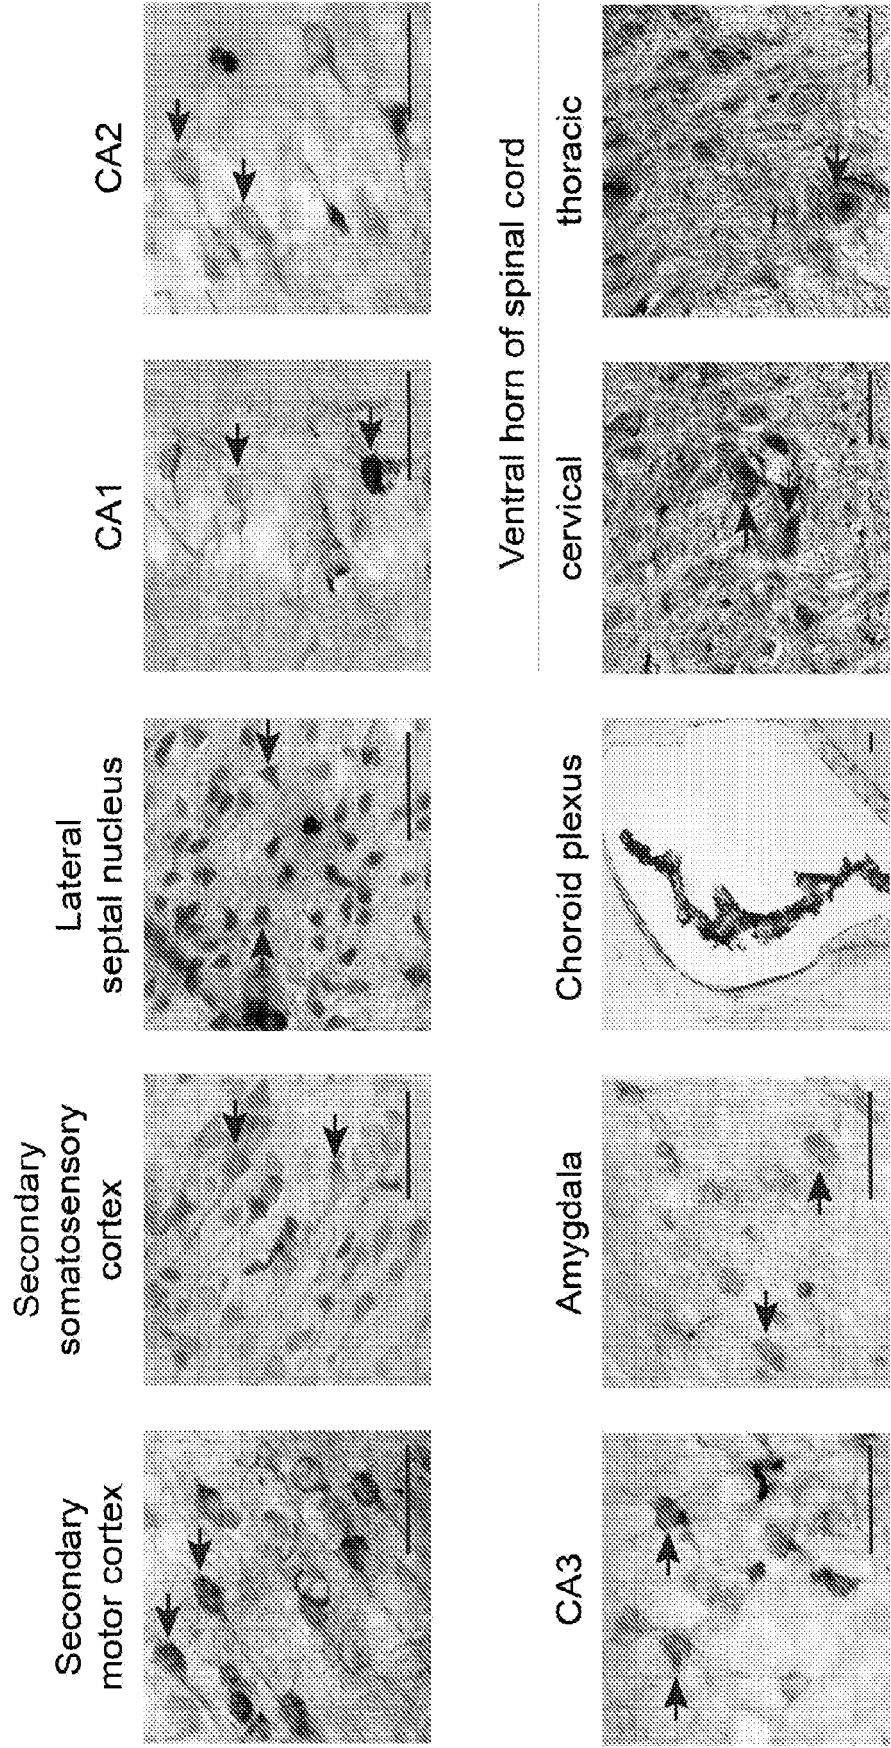 Secondary
motor cortex
Secondary
somatosensory
cortex
Lateral
septal nucleus
CA1
CA2
CA3
Amygdala
Choroid plexus
Ventral horn of spinal cord
cervical
thoracic